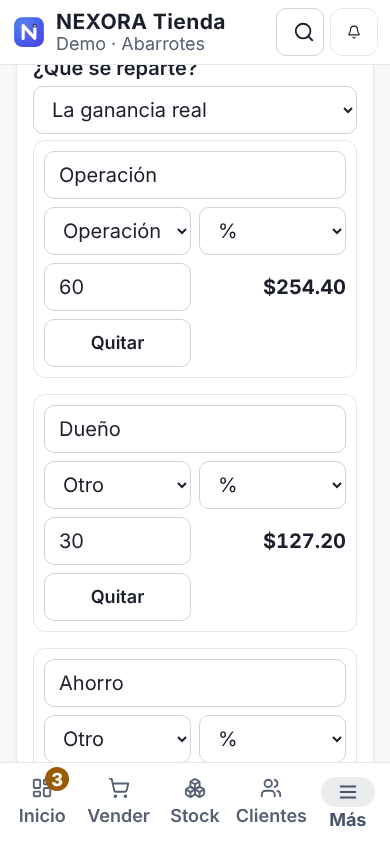 NEXORA Tienda
Demo · Abarrotes
¿Qué se reparte?
La ganancia real
Operación
Operación
%
60
$254.40
Quitar
Dueño
Otro
%
30
$127.20
Quitar
Ahorro
Otro
%
3
Inicio
Vender
Stock
Clientes
Más